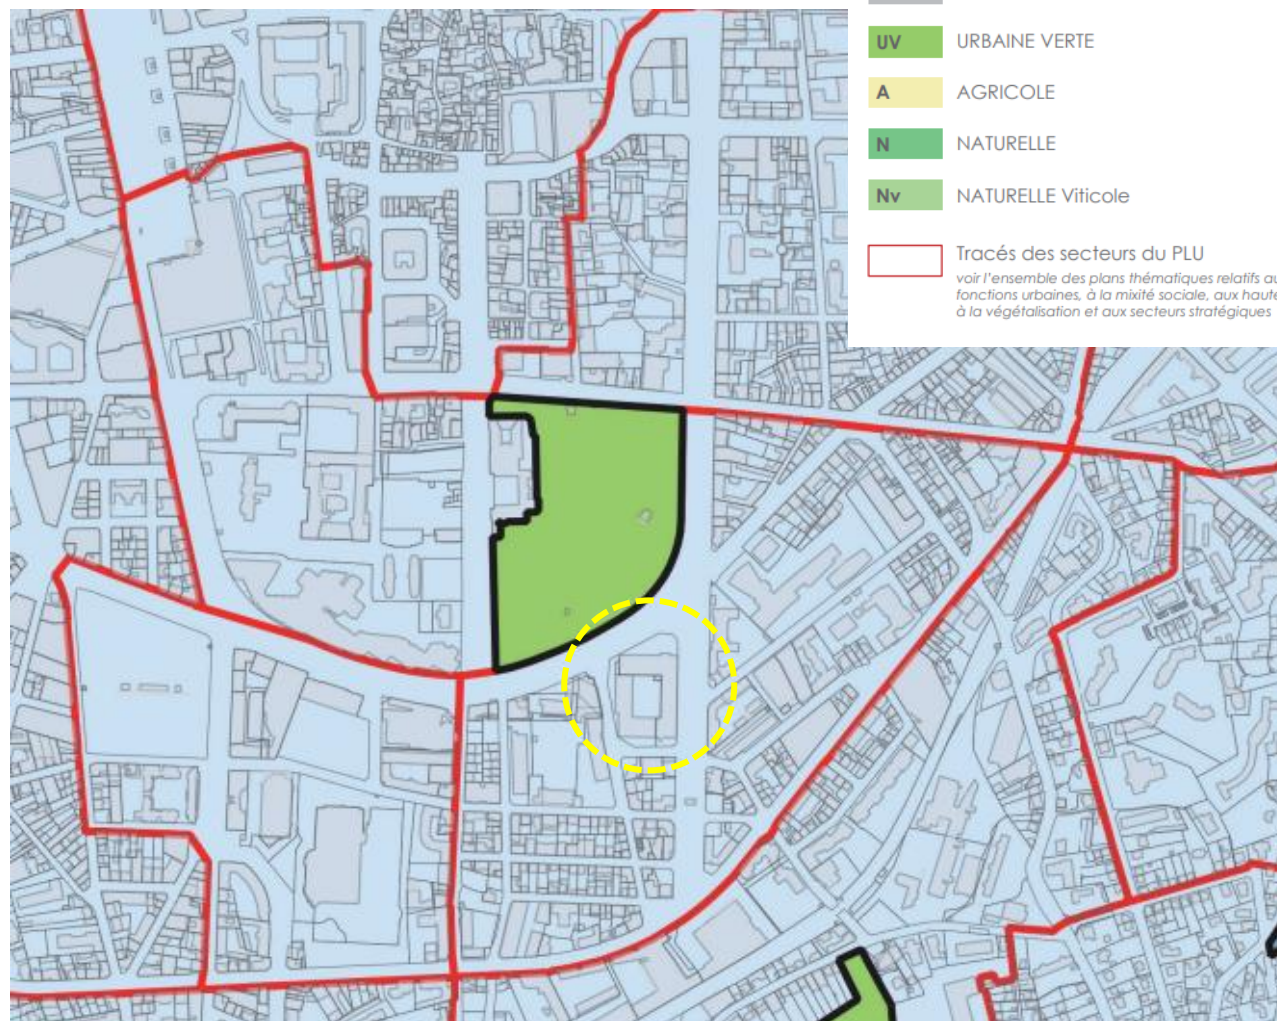 UV URBAINE VERTE
A AGRICOLE
N NATURELLE
Nv NATURELLE Viticole
Tracés des secteurs du PLU
voir l'ensemble des plans thématiques relatifs au
fonctions urbaines, à la mixité sociale, aux haute
à la végétalisation et aux secteurs stratégiques